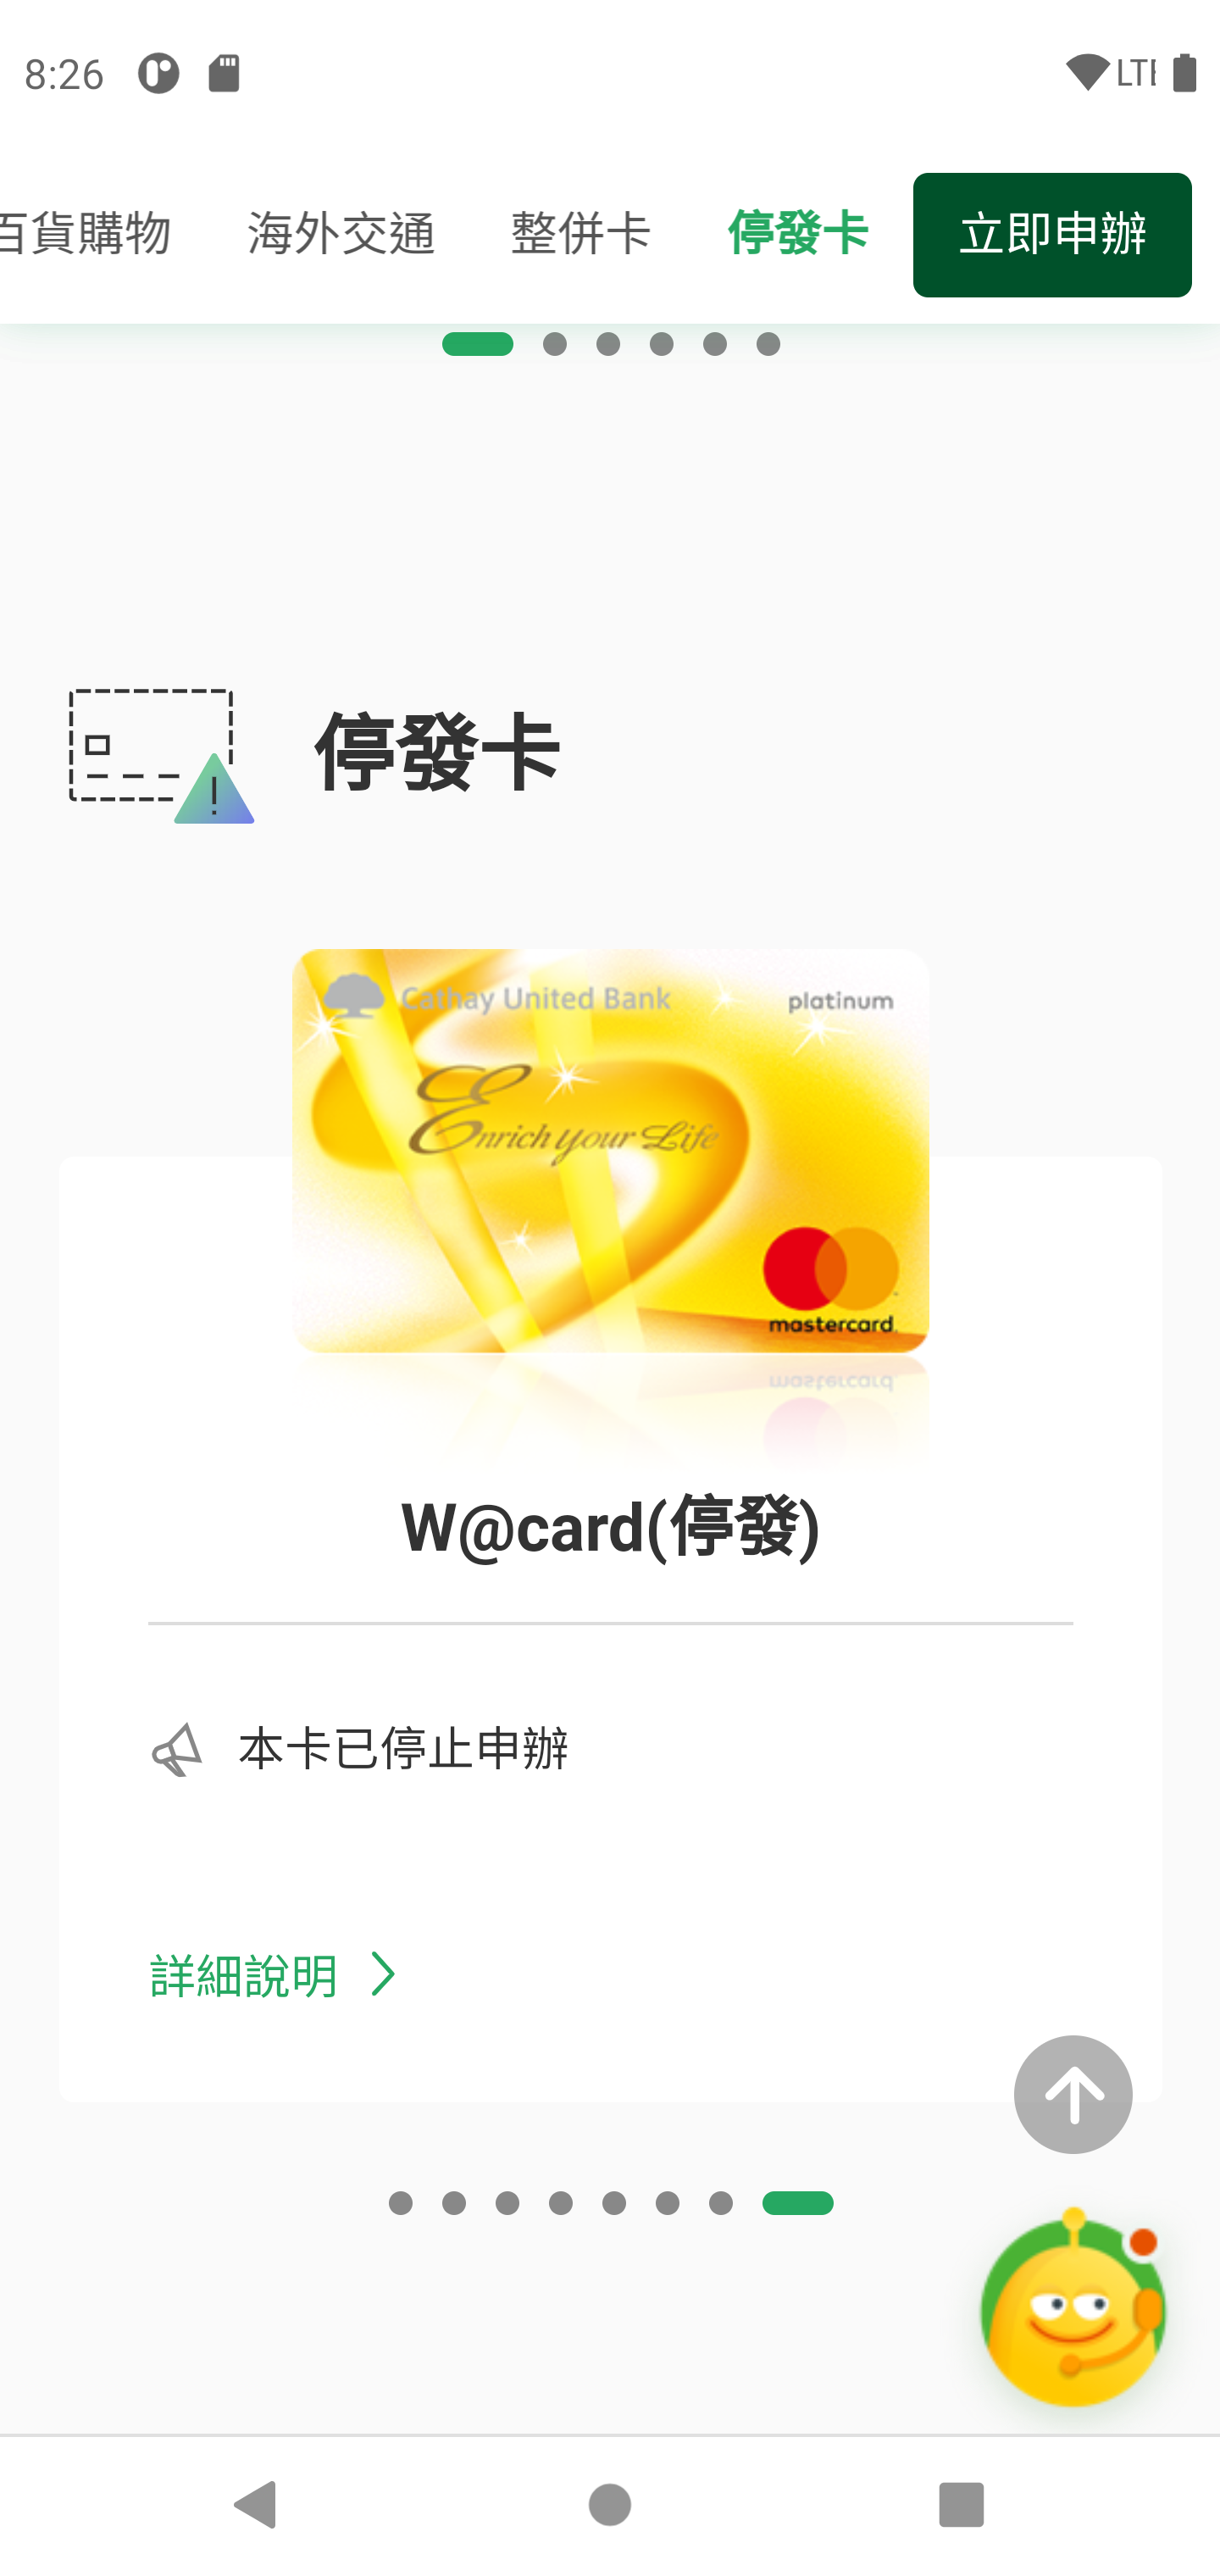 8:26
LTE
百貨購物
海外交通
整併卡
停發卡
立即申辦
停發卡
Cathay United Bank
platinum
Enrich your Life
mastercard.
W@card(停發)
本卡已停止申辦
詳細說明